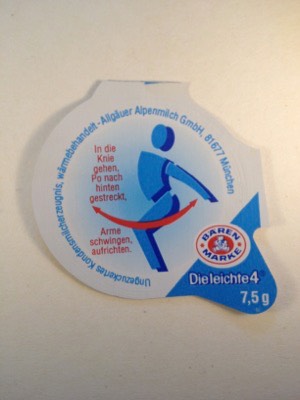 Ungezuckertes Kondensmilcherzeugnis, wärmebehandelt - Allgäuer Alpenmilch GmbH, 81677 München
In die
Knie
gehen,
Po nach
hinten
gestreckt,
Arme
schwingen,
aufrichten.
BÄREN
MARKE
Die leichte 4
7,5 g